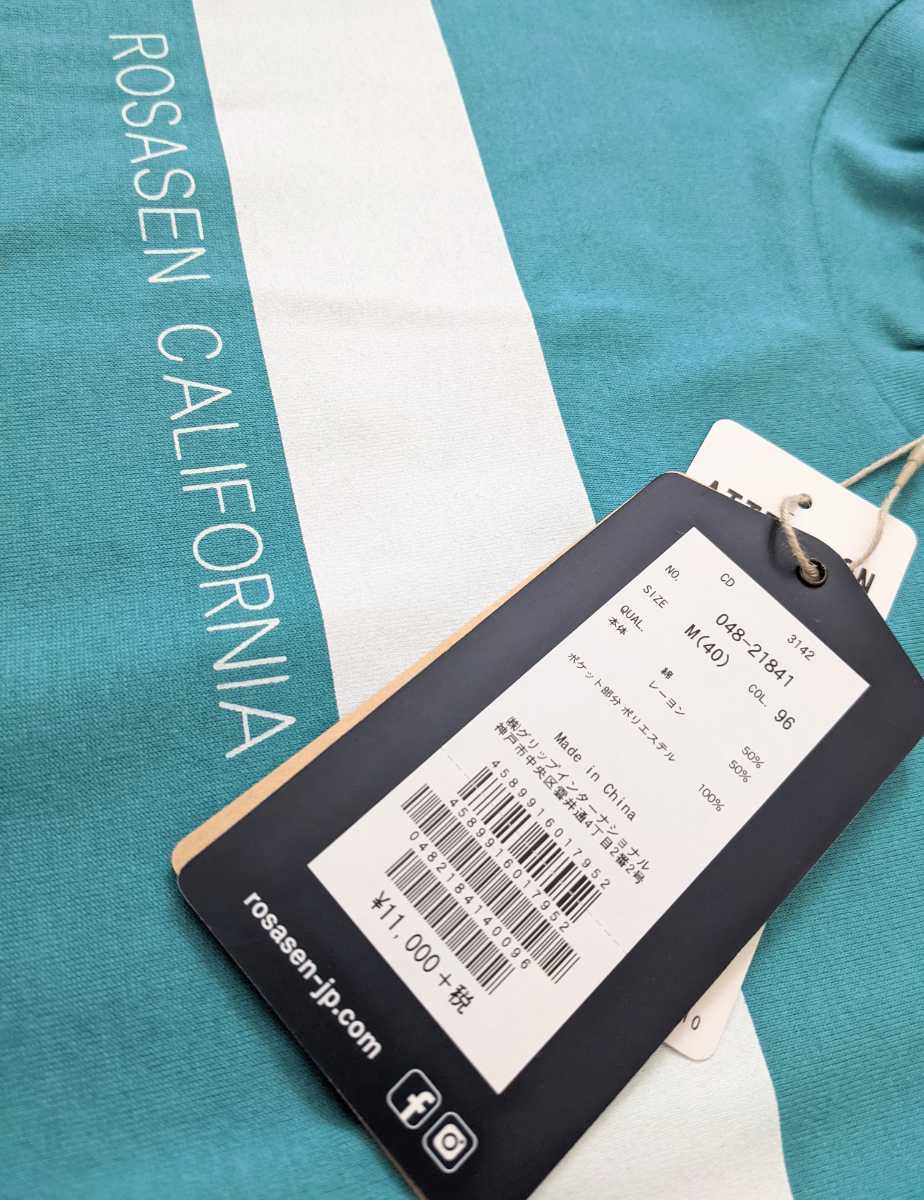 ROSASEN CALIFORNIA
NO. CD 3142
048-21841
SIZE M(40) COL. 96
QUAL.
本体 綿 50%
レーヨン 50%
ポケット部分 ポリエステル 100%
Made in China
㈱グリップインターナショナル
神戸市中央区雲井通4丁目2番2号
4589916017952
4589916017952
0482184140096
¥11,000+税
rosasen-jp.com